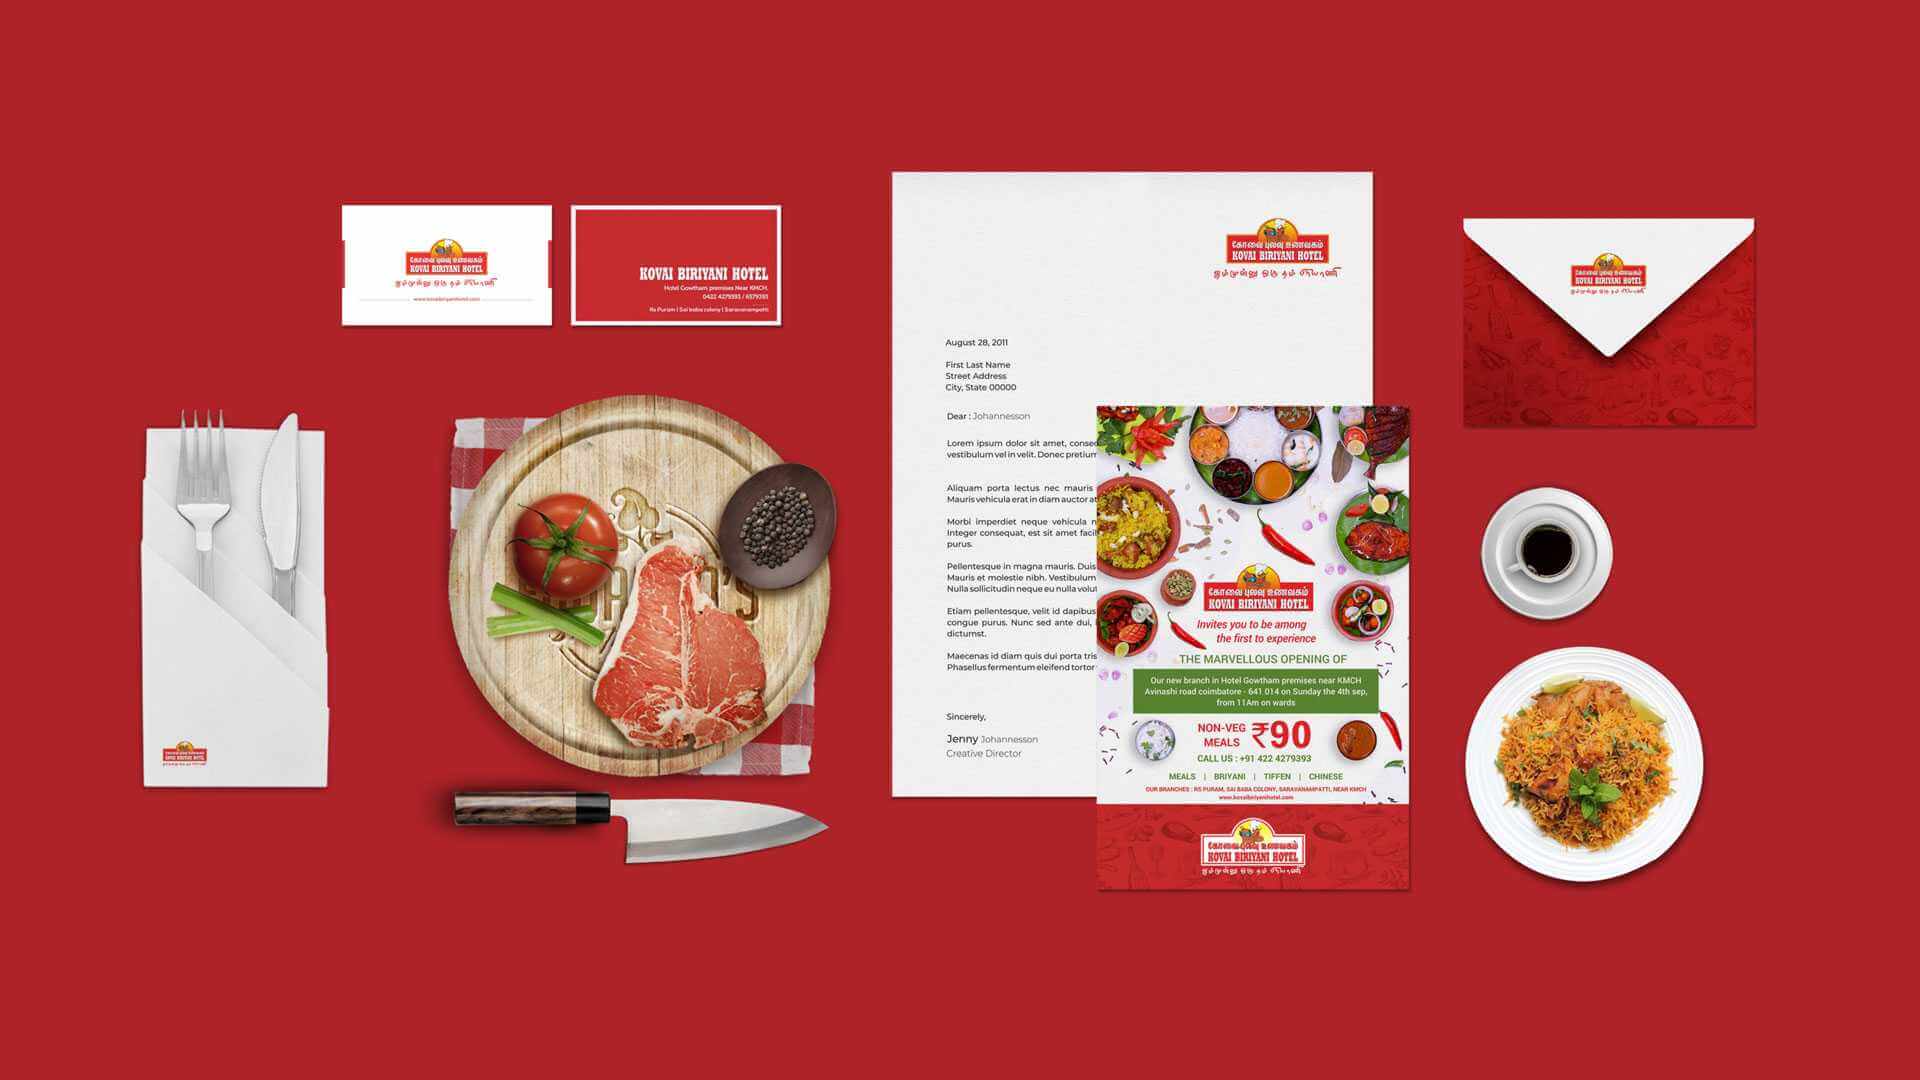 கோவை புலவு உணவகம்
KOVAI BIRIYANI HOTEL
www.kovaibiriyanihotel.com
KOVAI BIRIYANI HOTEL
Hotel Gowtham premises Near KMCH.
0422 4279393 / 6579393
Rs Puram | Sai baba colony | Saravanampatti
கோவை புலவு உணவகம்
KOVAI BIRIYANI HOTEL
August 28, 2011
First Last Name
Street Address
City, State 00000
Dear : Johannesson
Lorem ipsum dolor sit amet, consec
vestibulum vel in velit. Donec pretium
Aliquam porta lectus nec mauris
Mauris vehicula erat in diam auctor at
Morbi imperdiet neque vehicula
Integer consequat, est sit amet facil
purus.
Pellentesque in magna mauris. Duis
Mauris et molestie nibh. Vestibulum
Nulla sollicitudin neque eu nulla volut
Etiam pellentesque, velit id dapibus
congue purus. Nunc sed ante dui,
dictumst.
Maecenas id diam quis dui porta tris
Phasellus fermentum eleifend tortor
Sincerely,
Jenny Johannesson
Creative Director
கோவை புலவு உணவகம்
KOVAI BIRIYANI HOTEL
Invites you to be among
the first to experience
THE MARVELLOUS OPENING OF
Our new branch in Hotel Gowtham premises near KMCH
Avinashi road coimbatore - 641 014 on Sunday the 4th sep,
from 11Am on wards
NON-VEG
MEALS ₹90
CALL US : +91 422 4279393
MEALS | BRIYANI | TIFFEN | CHINESE
OUR BRANCHES : RS PURAM, SAI BABA COLONY, SARAVANAMPATTI, NEAR KMCH
www.kovaibiriyanihotel.com
கோவை புலவு உணவகம்
KOVAI BIRIYANI HOTEL
கோவை புலவு உணவகம்
KOVAI BIRIYANI HOTEL
கோவை புலவு உணவகம்
KOVAI BIRIYANI HOTEL